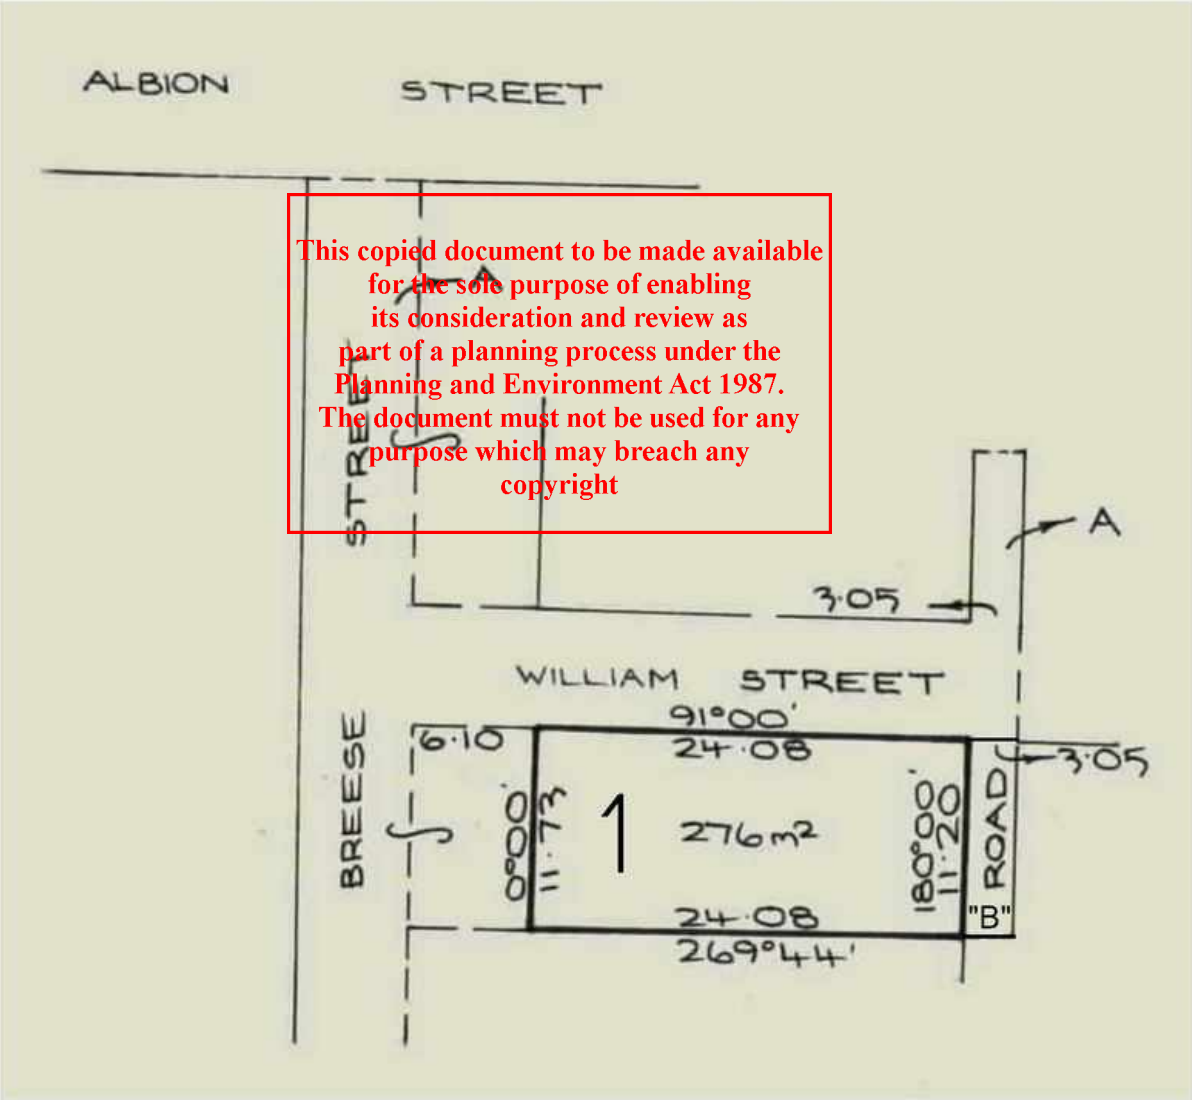 ALBION STREET
This copied document to be made available
for the sole purpose of enabling
its consideration and review as
part of a planning process under the
Planning and Environment Act 1987.
The document must not be used for any
purpose which may breach any
copyright
A
STREET
A
3.05
WILLIAM STREET
91°00'
6.10
24.08
3.05
BREESE
0°00'
11.73
1
276m2
180°00'
11.20
ROAD
"B"
24.08
269°44'